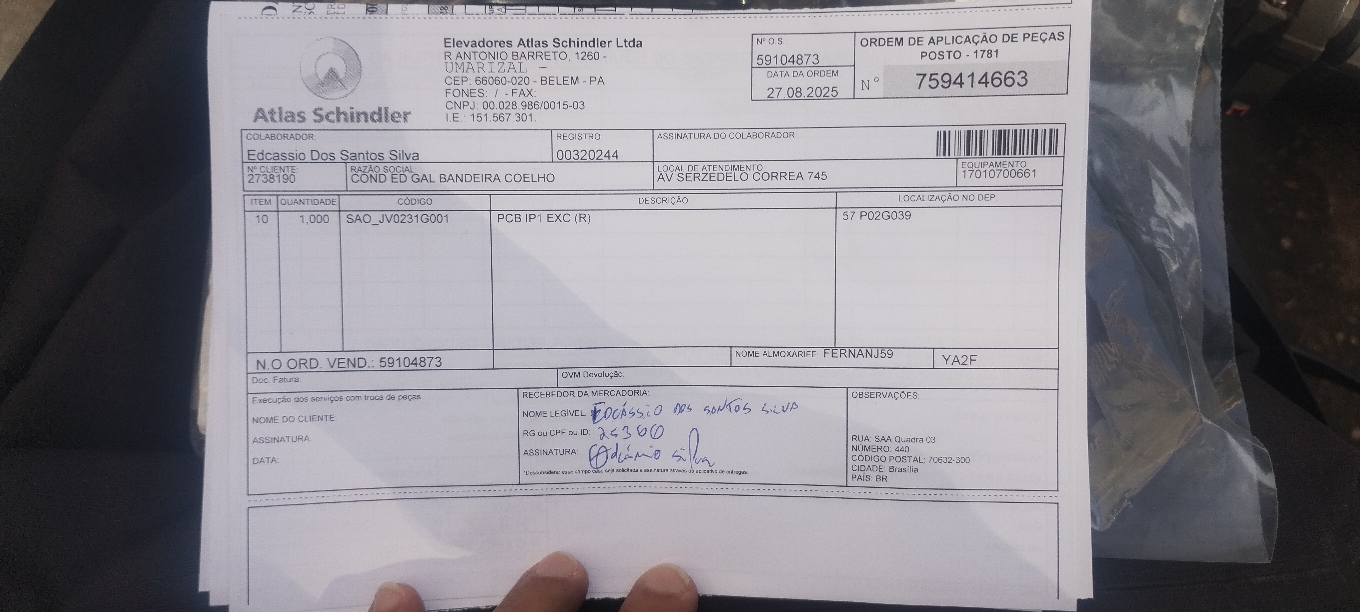 Elevadores Atlas Schindler Ltda
R ANTONIO BARRETO, 1260 -
UMARIZAL -
CEP: 66060-020 - BELEM - PA
FONES: / - FAX:
CNPJ: 00.028.986/0015-03
I.E.: 151.567.301.
Atlas Schindler
Nº O.S.
59104873
DATA DA ORDEM
27.08.2025
ORDEM DE APLICAÇÃO DE PEÇAS
POSTO - 1781
Nº 759414663
COLABORADOR:
Edcassio Dos Santos Silva
REGISTRO
00320244
ASSINATURA DO COLABORADOR:
Nº CLIENTE:
2738190
RAZÃO SOCIAL
COND ED GAL BANDEIRA COELHO
LOCAL DE ATENDIMENTO
AV SERZEDELO CORREA 745
EQUIPAMENTO
17010700661
ITEM QUANTIDADE CÓDIGO DESCRIÇÃO LOCALIZAÇÃO NO DEP.
10 1,000 SAO_JV0231G001 PCB IP1 EXC (R) 57 P02G039
N.O ORD. VEND.: 59104873
NOME ALMOXARIFF FERNANJ59 YA2F
Doc. Fatura: OVM Devolução:
Execução dos serviços com troca de peças
NOME DO CLIENTE:
ASSINATURA:
DATA:
RECEBEDOR DA MERCADORIA:
NOME LEGÍVEL: EDCÁSSIO DOS SANTOS SILVA
RG ou CPF ou ID:
ASSINATURA: Silva
OBSERVAÇÕES:
RUA: SAA Quadra 03
NÚMERO: 440
CÓDIGO POSTAL: 70632-300
CIDADE: Brasília
PAÍS: BR